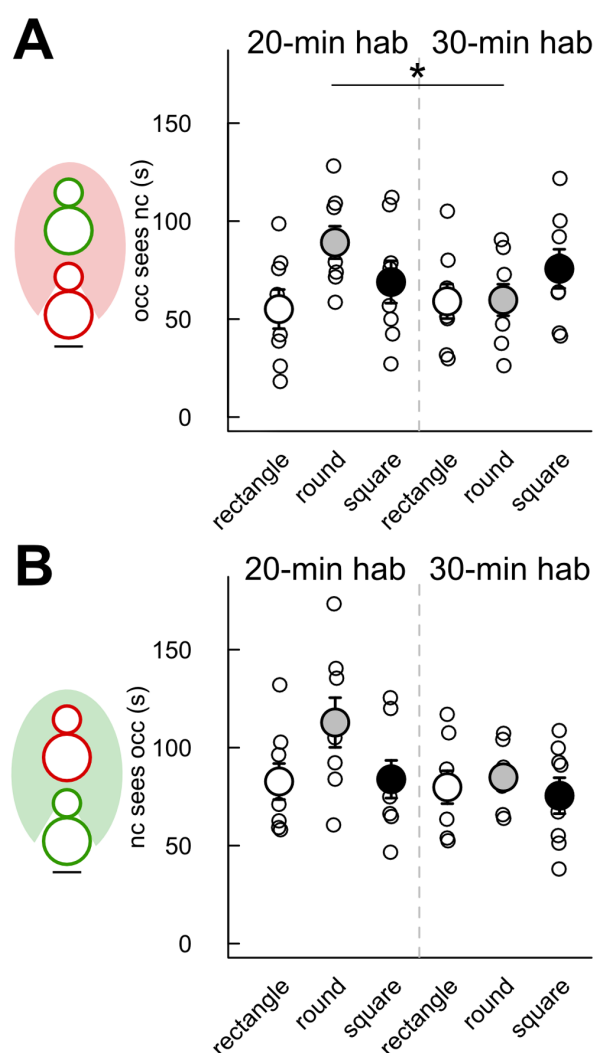 A
20-min hab 30-min hab
*
occ sees nc (s)
150
100
50
0
rectangle
round
square
rectangle
round
square
B
20-min hab 30-min hab
nc sees occ (s)
150
100
50
0
rectangle
round
square
rectangle
round
square